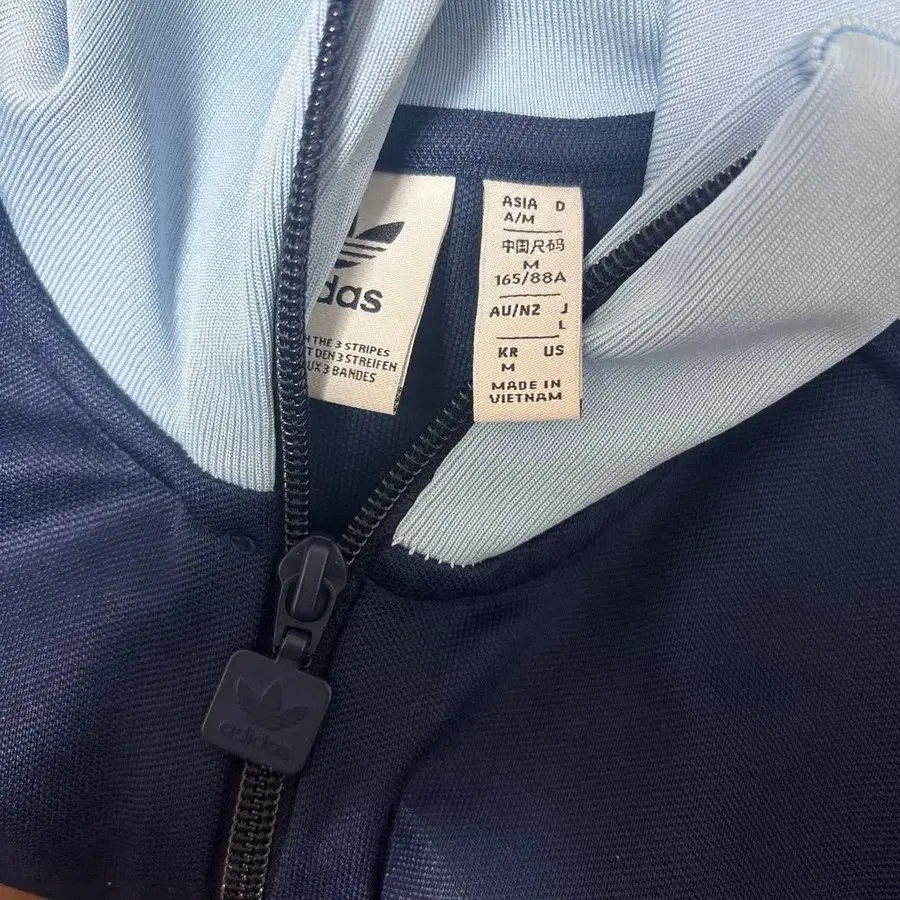 das
THE 3 STRIPES
T DEN 3 STREIFEN
UX 3 BANDES
ASIA D
A/M
中国尺码
M
165/88A
AU/NZ J
L
KR US
M
MADE IN
VIETNAM
adidas